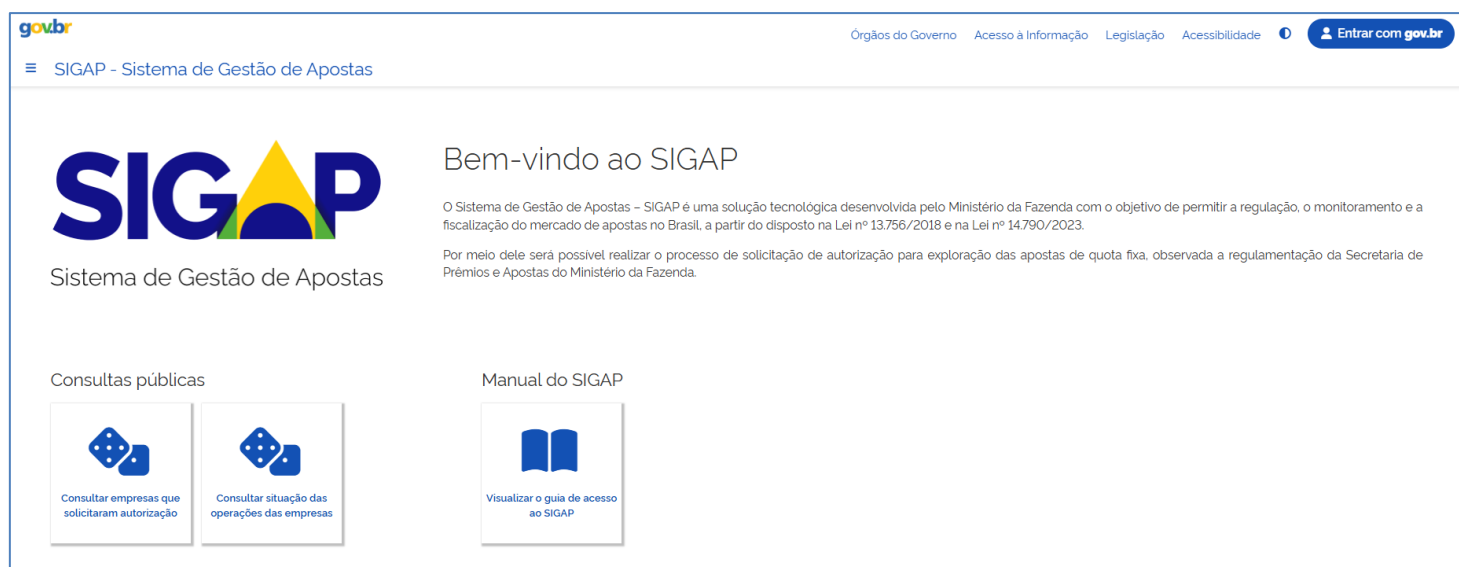 gov.br
Órgãos do Governo Acesso à Informação Legislação Acessibilidade Entrar com gov.br
SIGAP - Sistema de Gestão de Apostas
SIGAP
Sistema de Gestão de Apostas
Bem-vindo ao SIGAP
O Sistema de Gestão de Apostas – SIGAP é uma solução tecnológica desenvolvida pelo Ministério da Fazenda com o objetivo de permitir a regulação, o monitoramento e a
fiscalização do mercado de apostas no Brasil, a partir do disposto na Lei nº 13.756/2018 e na Lei nº 14.790/2023.
Por meio dele será possível realizar o processo de solicitação de autorização para exploração das apostas de quota fixa, observada a regulamentação da Secretaria de
Prêmios e Apostas do Ministério da Fazenda.
Consultas públicas
Consultar empresas que
solicitaram autorização
Consultar situação das
operações das empresas
Manual do SIGAP
Visualizar o guia de acesso
ao SIGAP